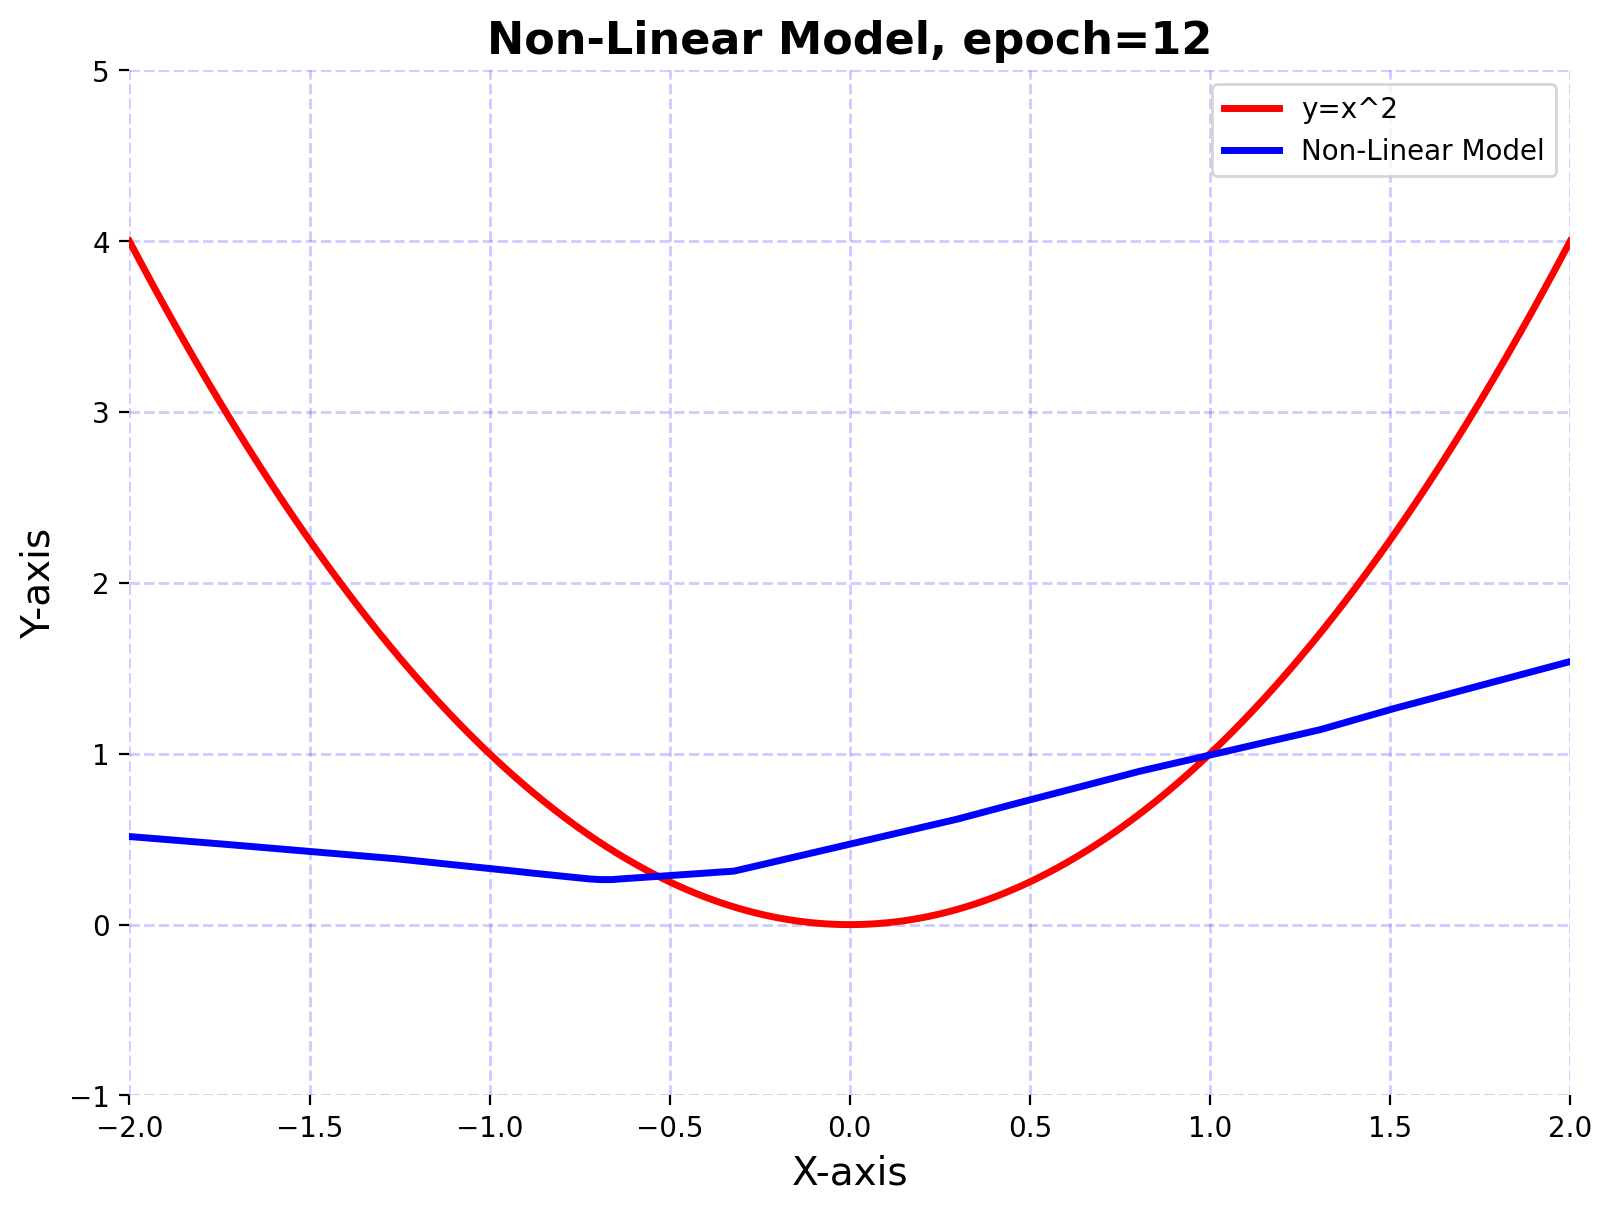 Non-Linear Model, epoch=12
y=x^2
Non-Linear Model
Y-axis
5
4
3
2
1
0
−1
−2.0 −1.5 −1.0 −0.5 0.0 0.5 1.0 1.5 2.0
X-axis